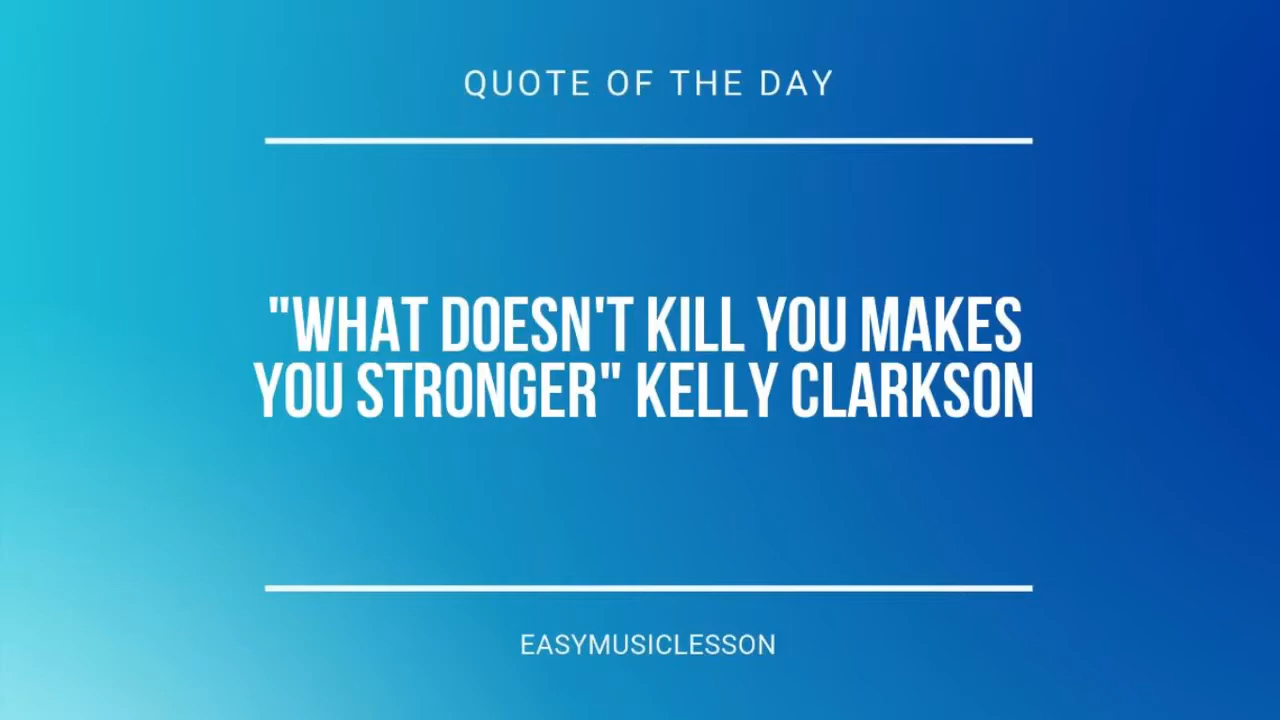 QUOTE OF THE DAY
"WHAT DOESN'T KILL YOU MAKES
YOU STRONGER" KELLY CLARKSON
EASYMUSICLESSON